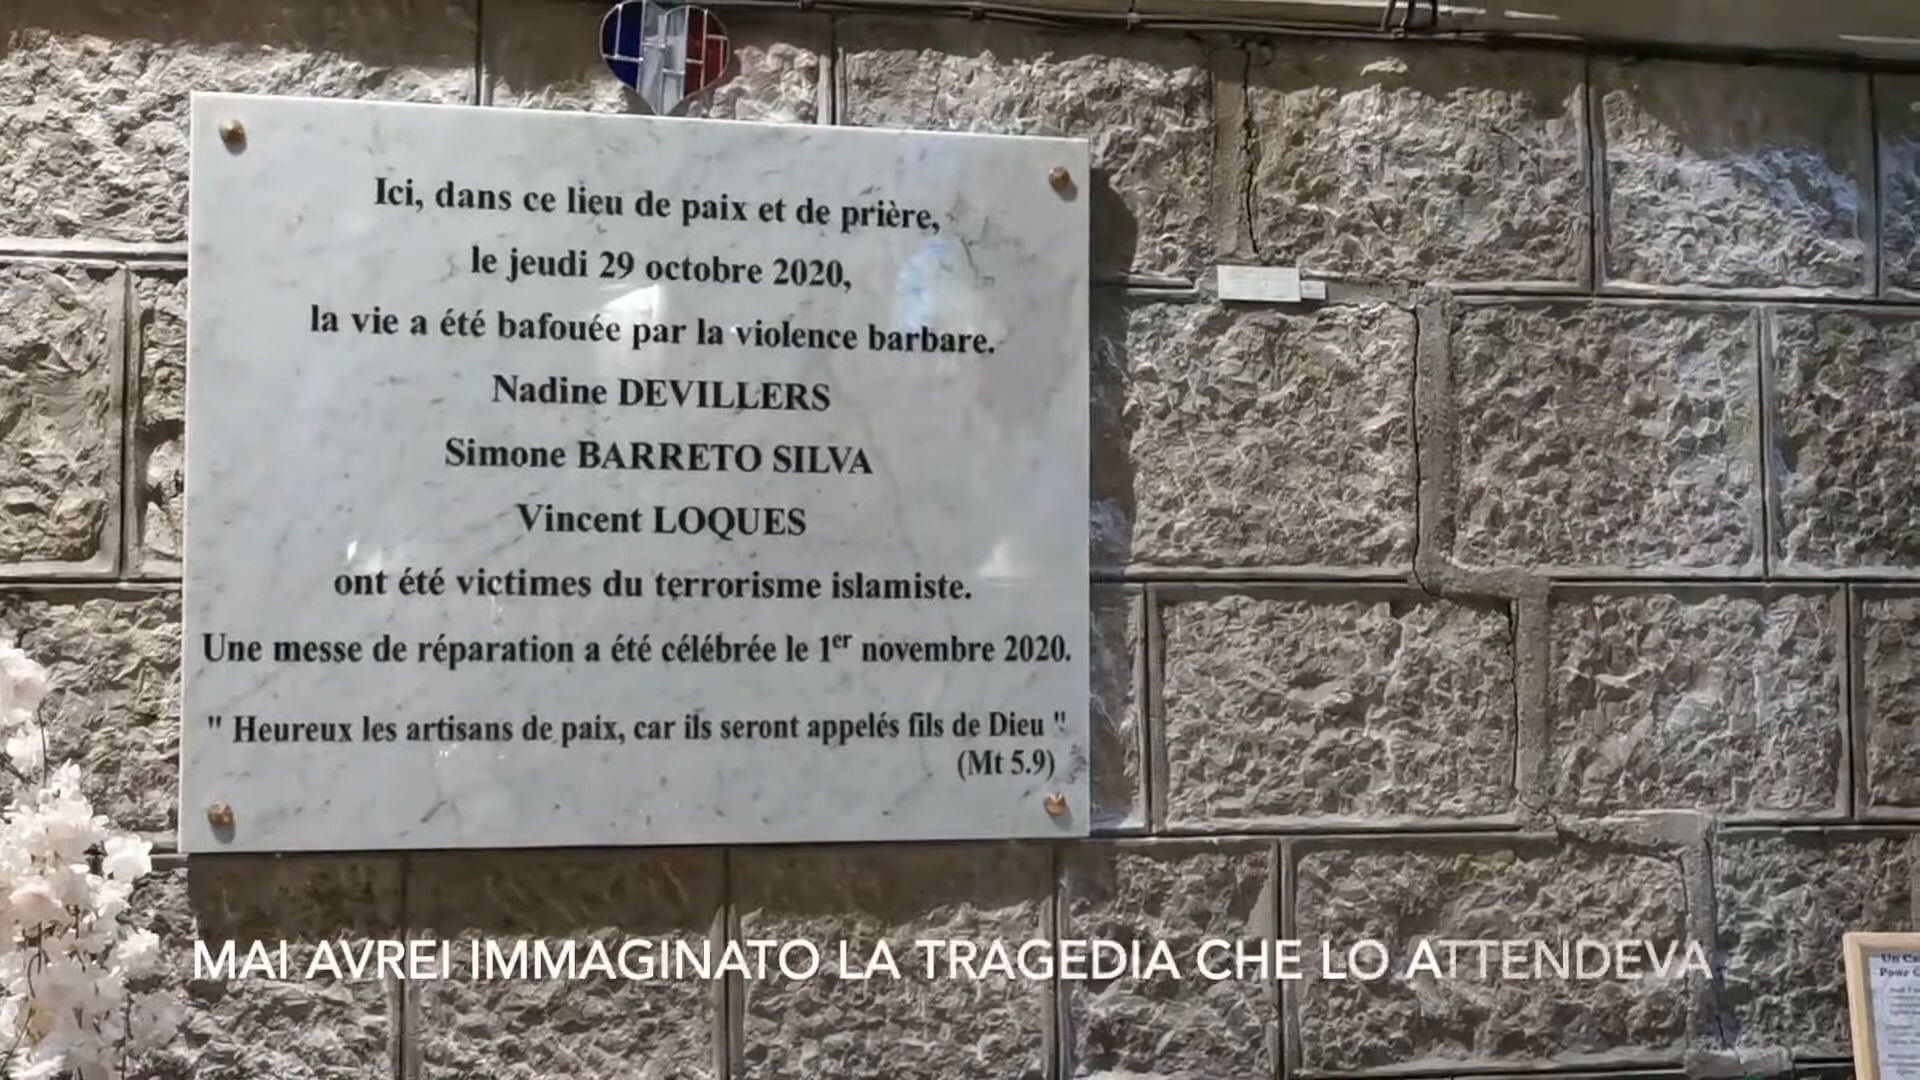 Ici, dans ce lieu de paix et de prière,
le jeudi 29 octobre 2020,
la vie a été bafouée par la violence barbare.
Nadine DEVILLERS
Simone BARRETO SILVA
Vincent LOQUES
ont été victimes du terrorisme islamiste.
Une messe de réparation a été célébrée le 1er novembre 2020.
" Heureux les artisans de paix, car ils seront appelés fils de Dieu "
(Mt 5.9)
MAI AVREI IMMAGINATO LA TRAGEDIA CHE LO ATTENDEVA
Un
Pour